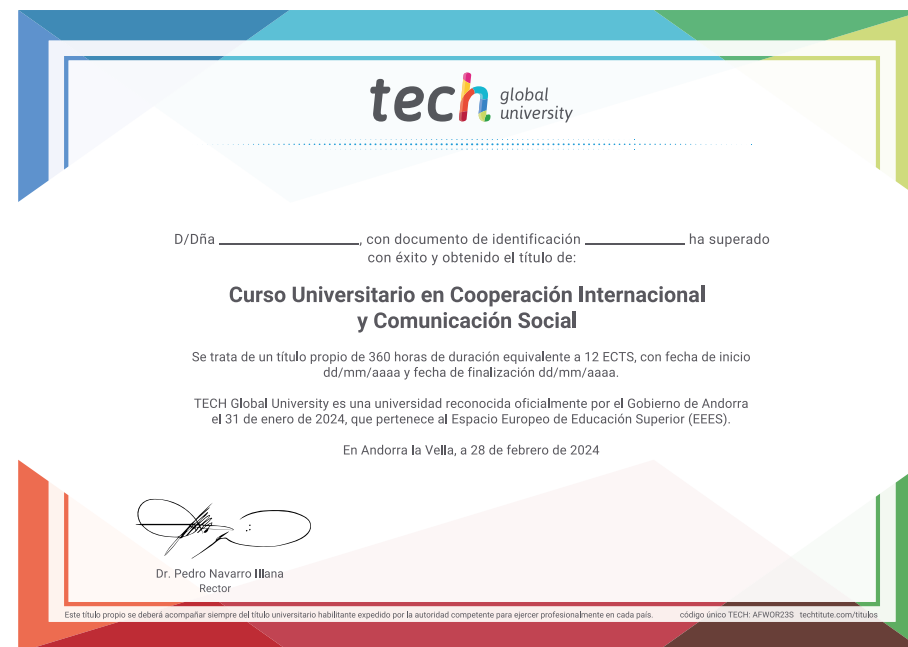 tech global university
D/Dña ____________________, con documento de identificación ______________ ha superado
con éxito y obtenido el título de:
Curso Universitario en Cooperación Internacional
y Comunicación Social
Se trata de un título propio de 360 horas de duración equivalente a 12 ECTS, con fecha de inicio
dd/mm/aaaa y fecha de finalización dd/mm/aaaa.
TECH Global University es una universidad reconocida oficialmente por el Gobierno de Andorra
el 31 de enero de 2024, que pertenece al Espacio Europeo de Educación Superior (EEES).
En Andorra la Vella, a 28 de febrero de 2024
Dr. Pedro Navarro Illana
Rector
Este título propio se deberá acompañar siempre del título universitario habilitante expedido por la autoridad competente para ejercer profesionalmente en cada país. código único TECH: AFWOR23S techtitute.com/titulos